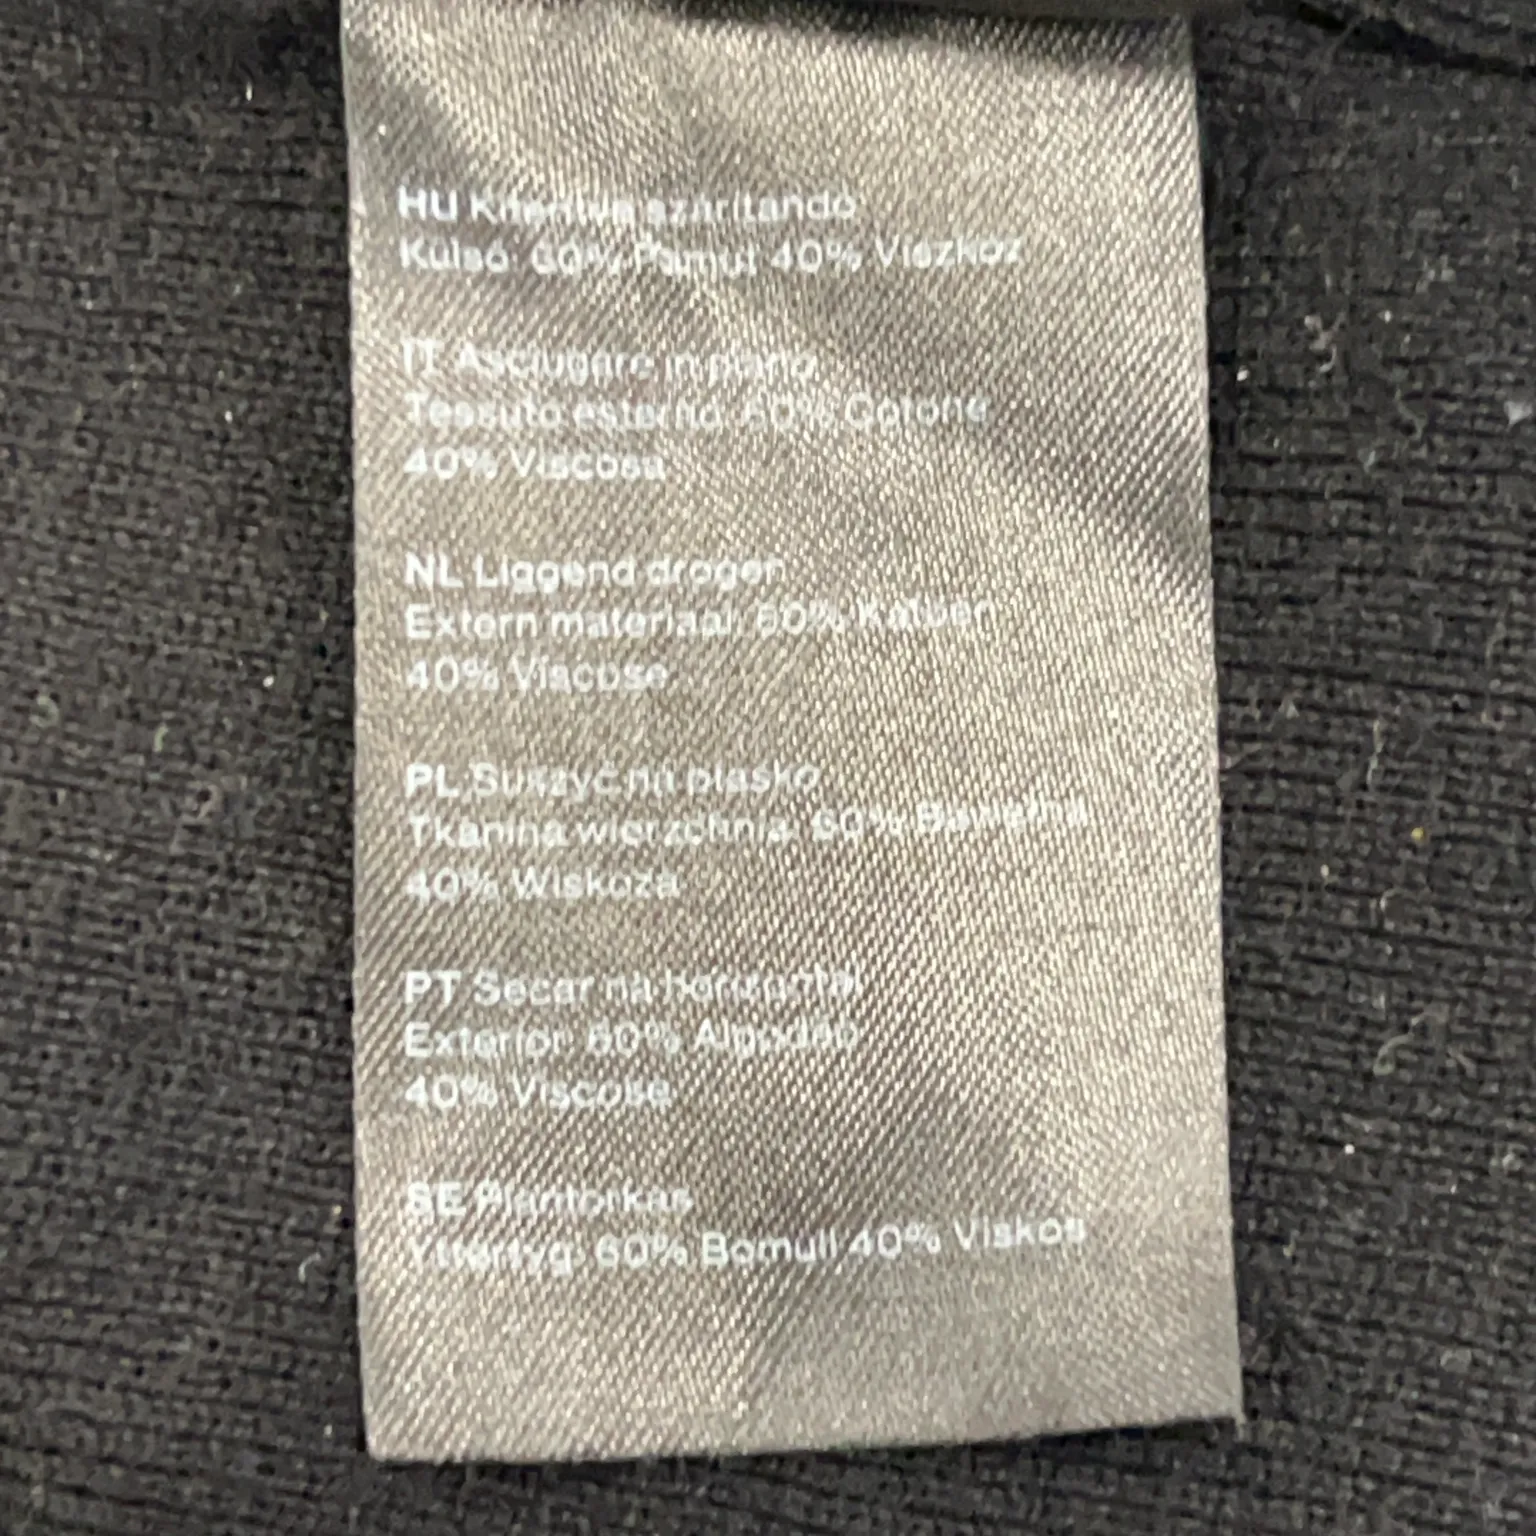 HU Kiterítve szárítandó
Külső: 60% Pamut 40% Viszkóz
IT Asciugare in piano
Tessuto esterno: 60% Cotone
40% Viscosa
NL Liggend drogen
Extern materiaal: 60% Katoen
40% Viscose
PL Suszyć na płasko
Tkanina wierzchnia: 60% Bawełna
40% Wiskoza
PT Secar na horizontal
Exterior: 60% Algodão
40% Viscose
SE Plantorkas
Yttertyg: 60% Bomull 40% Viskos